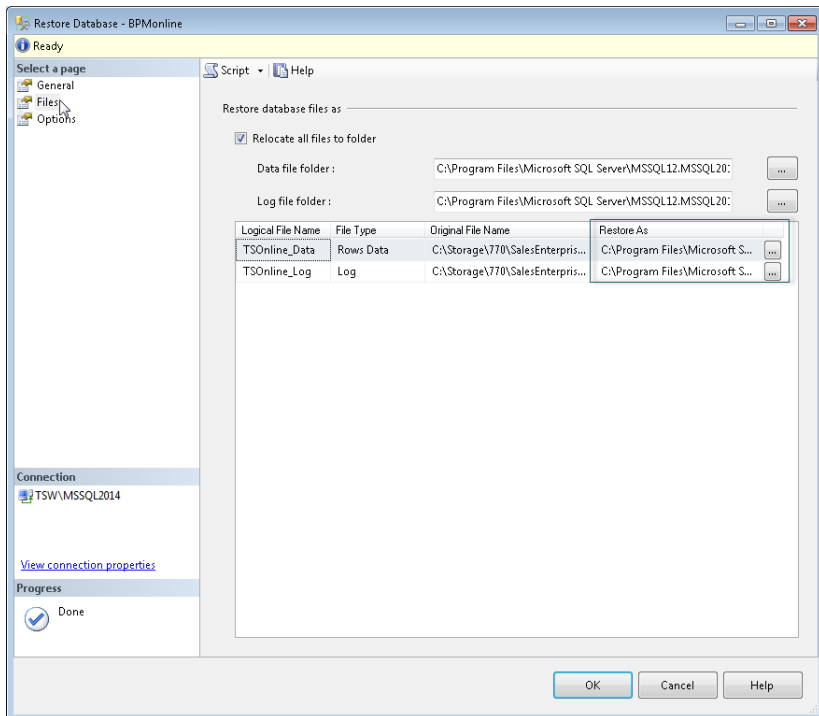 Restore Database - BPMonline
Ready
Select a page
General
Files
Options
Script
Help
Restore database files as
Relocate all files to folder
Data file folder :
C:\Program Files\Microsoft SQL Server\MSSQL12.MSSQL20:
...
Log file folder :
C:\Program Files\Microsoft SQL Server\MSSQL12.MSSQL20:
...
Logical File Name File Type Original File Name Restore As
TSOnline_Data Rows Data C:\Storage\770\SalesEnterpris... C:\Program Files\Microsoft S... ...
TSOnline_Log Log C:\Storage\770\SalesEnterpris... C:\Program Files\Microsoft S... ...
Connection
TSW\MSSQL2014
View connection properties
Progress
Done
OK Cancel Help